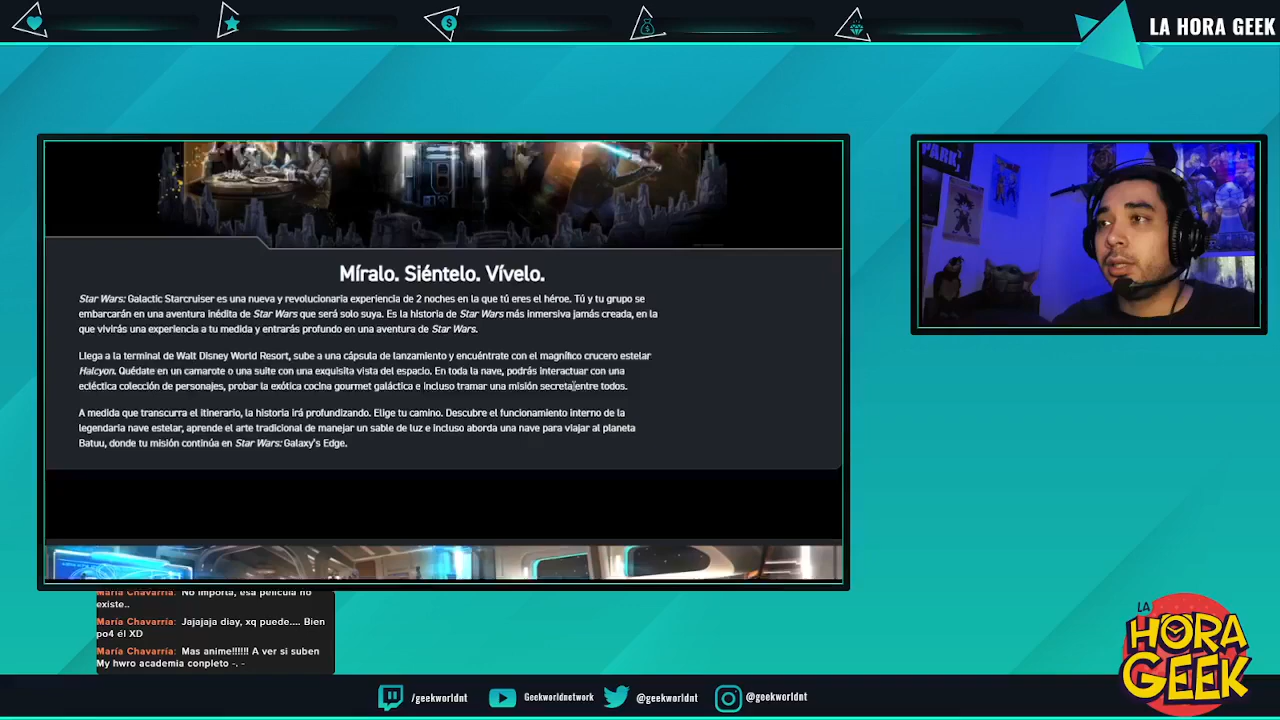 LA HORA GEEK
PARK
Míralo. Siéntelo. Vívelo.
Star Wars: Galactic Starcruiser es una nueva y revolucionaria experiencia de 2 noches en la que tú eres el héroe. Tú y tu grupo se
embarcarán en una aventura inédita de Star Wars que será solo suya. Es la historia de Star Wars más inmersiva jamás creada, en la
que vivirás una experiencia a tu medida y entrarás profundo en una aventura de Star Wars.
Llega a la terminal de Walt Disney World Resort, sube a una cápsula de lanzamiento y encuéntrate con el magnífico crucero estelar
Halcyon. Quédate en un camarote o una suite con una exquisita vista del espacio. En toda la nave, podrás interactuar con una
ecléctica colección de personajes, probar la exótica cocina gourmet galáctica e incluso tramar una misión secreta entre todos.
A medida que transcurra el itinerario, la historia irá profundizando. Elige tu camino. Descubre el funcionamiento interno de la
legendaria nave estelar, aprende el arte tradicional de manejar un sable de luz e incluso aborda una nave para viajar al planeta
Batuu, donde tu misión continúa en Star Wars: Galaxy's Edge.
María Chavarría: No importa, esa película no
existe..
María Chavarría: Jajajaja diay, xq puede.... Bien
po4 él XD
María Chavarría: Mas anime!!!!!! A ver si suben
My hwro academia conpleto -. -
LA
HORA
GEEK
/geekworldnt
Geekworldnetwork
@geekworldnt
@geekworldnt